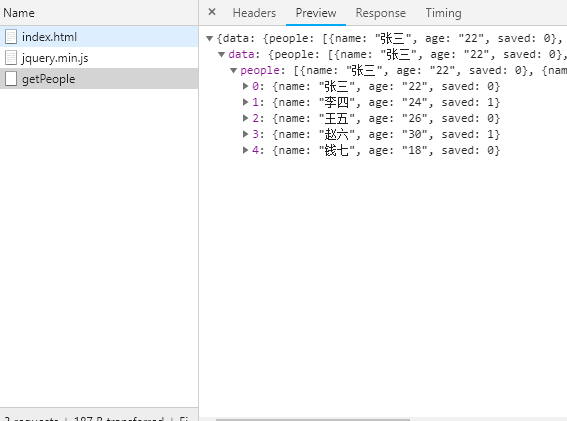 Name
index.html
jquery.min.js
getPeople
× Headers Preview Response Timing
{data: {people: [{name: "张三", age: "22", saved: 0},
data: {people: [{name: "张三", age: "22", saved: 0},
people: [{name: "张三", age: "22", saved: 0}, {nam
0: {name: "张三", age: "22", saved: 0}
1: {name: "李四", age: "24", saved: 1}
2: {name: "王五", age: "26", saved: 0}
3: {name: "赵六", age: "30", saved: 1}
4: {name: "钱七", age: "18", saved: 0}
3 requests | 187 B transferred | Fi